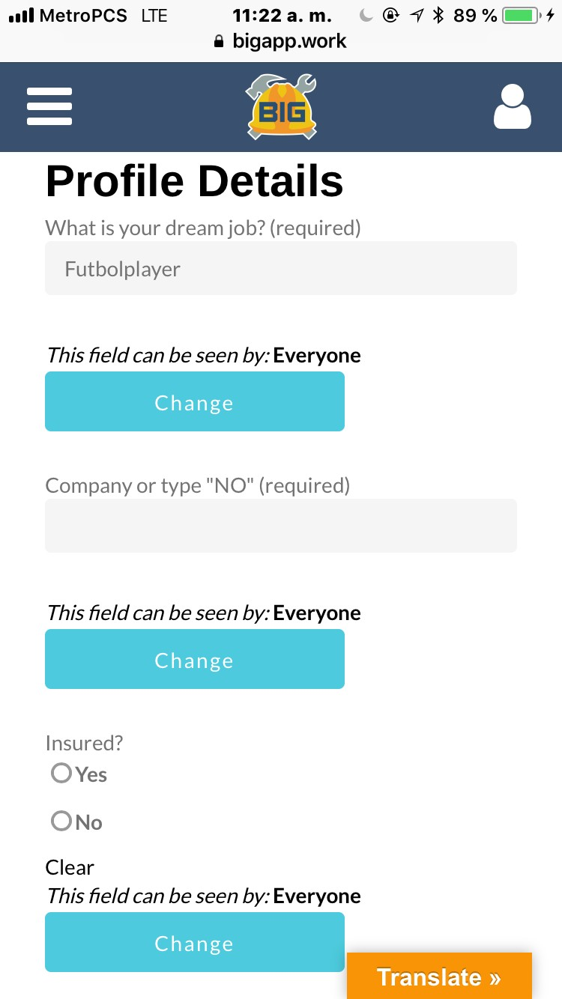 MetroPCS LTE 11:22 a. m. 89 %
bigapp.work
BIG
Profile Details
What is your dream job? (required)
Futbolplayer
This field can be seen by: Everyone
Change
Company or type "NO" (required)
This field can be seen by: Everyone
Change
Insured?
Yes
No
Clear
This field can be seen by: Everyone
Change
Translate »